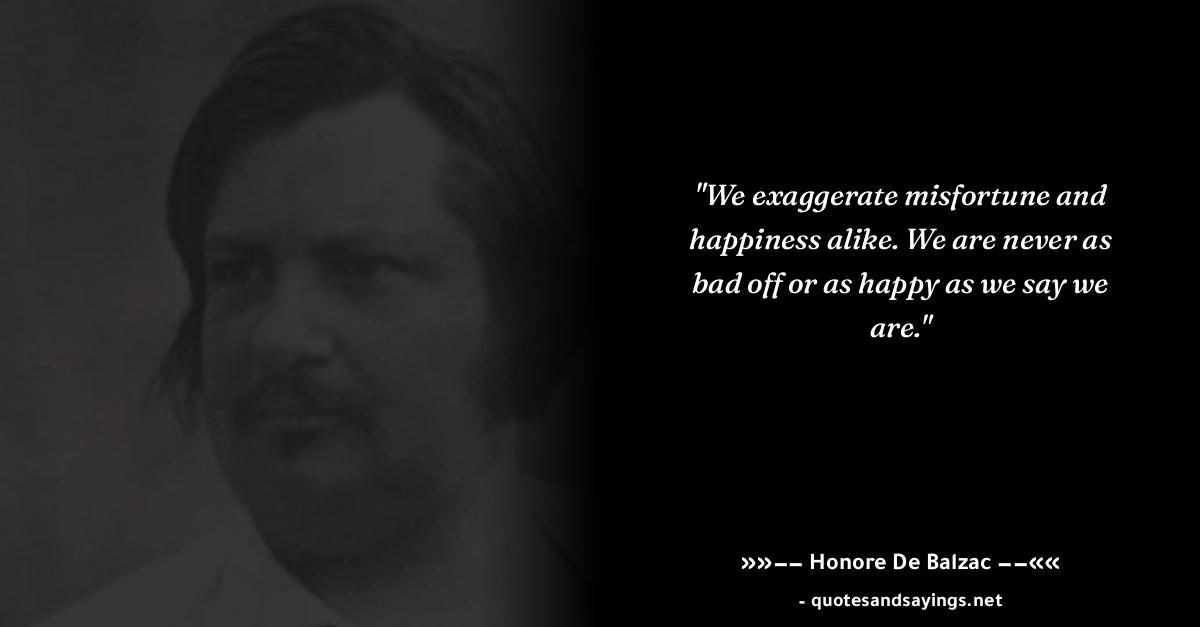 "We exaggerate misfortune and
happiness alike. We are never as
bad off or as happy as we say we
are."
»»−− Honore De Balzac −−««
- quotesandsayings.net